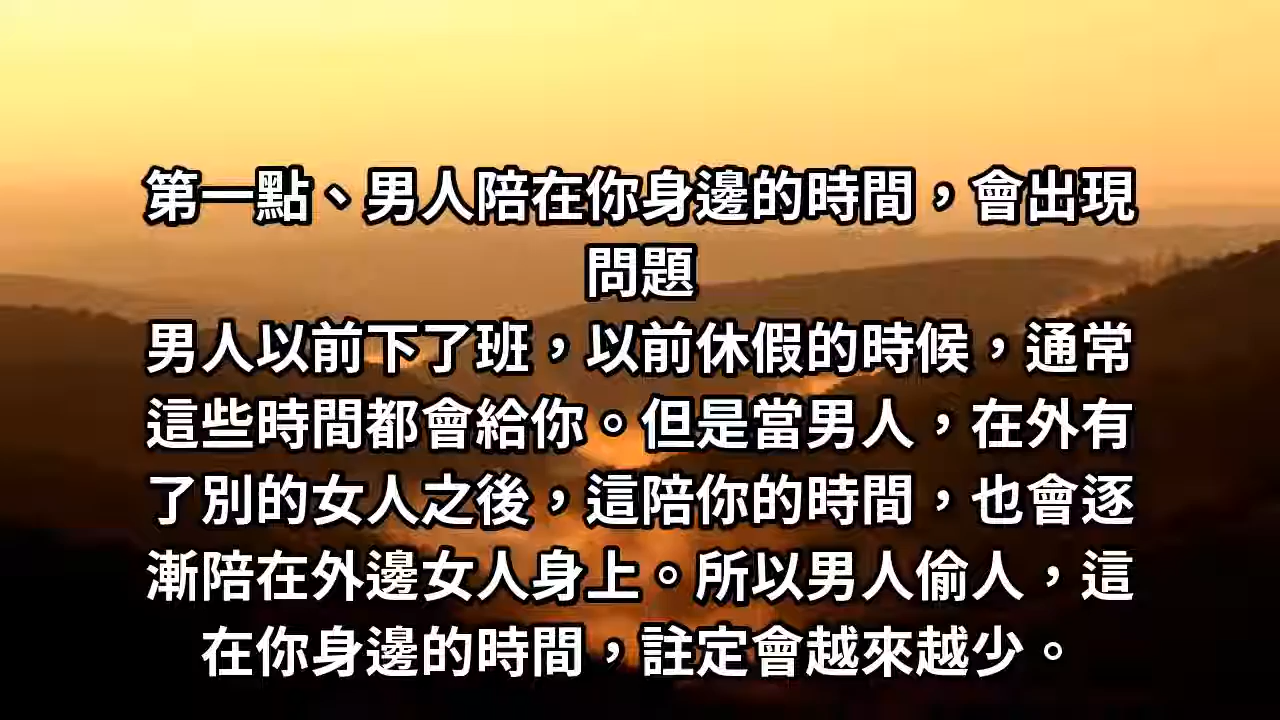 第一點、男人陪在你身邊的時間，會出現
問題
男人以前下了班，以前休假的時候，通常
這些時間都會給你。但是當男人，在外有
了別的女人之後，這陪你的時間，也會逐
漸陪在外邊女人身上。所以男人偷人，這
在你身邊的時間，註定會越來越少。